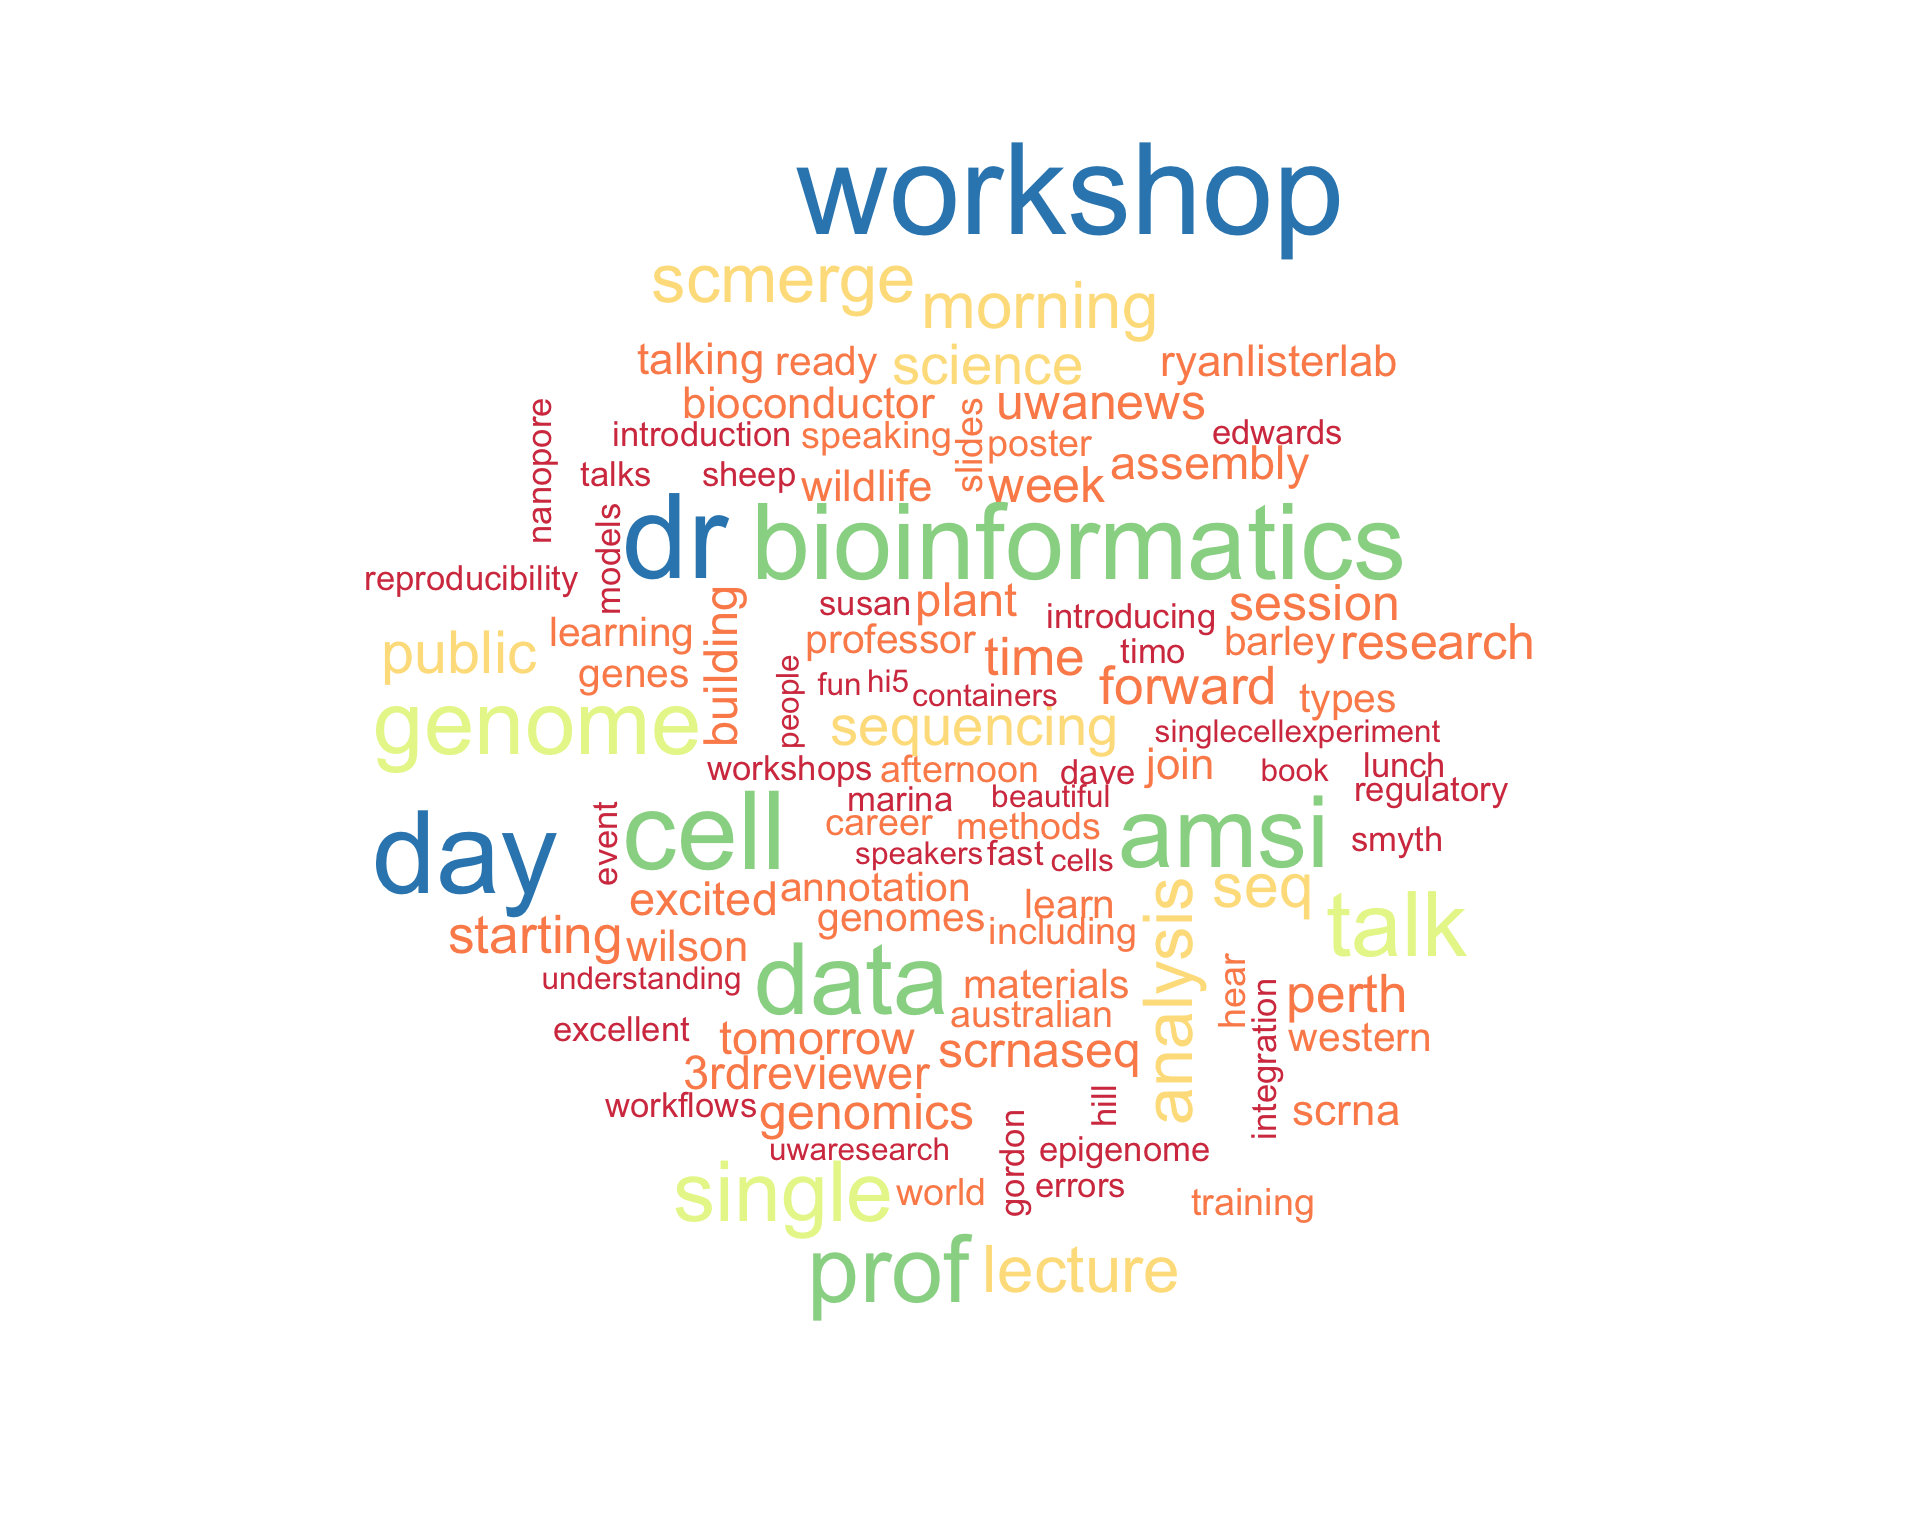 workshop
scmerge
morning
talking ready science ryanlisterlab
bioconductor uwanews
nanopore
introduction speaking slides poster edwards
talks sheep wildlife week assembly
models
dr bioinformatics
reproducibility
building
susan plant introducing session
public learning professor time timo barley research
genes people fun hi5 containers forward types
genome sequencing singlecellexperiment
workshops afternoon dave join book lunch
marina beautiful regulatory
day event cell career methods amsi smyth
speakers fast cells
excited annotation learn analysis seq talk
starting wilson genomes including
understanding data materials hear integration perth
excellent tomorrow australian western
3rdreviewer scrnaseq
workflows genomics gordon hill scrna
uwaresearch epigenome
single world errors training
prof lecture